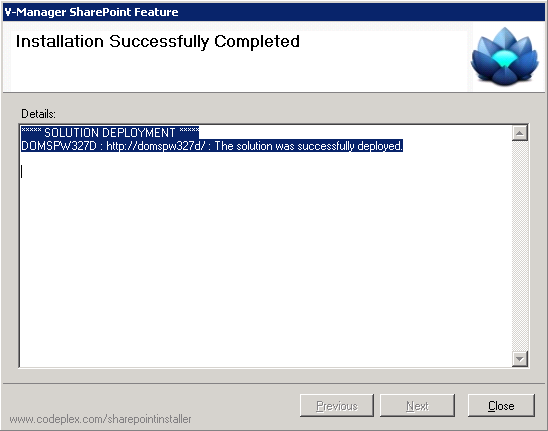 V-Manager SharePoint Feature
Installation Successfully Completed
Details:
***** SOLUTION DEPLOYMENT *****
DOMSPW327D : http://domspw327d/ : The solution was successfully deployed.
Previous
Next
Close
www.codeplex.com/sharepointinstaller